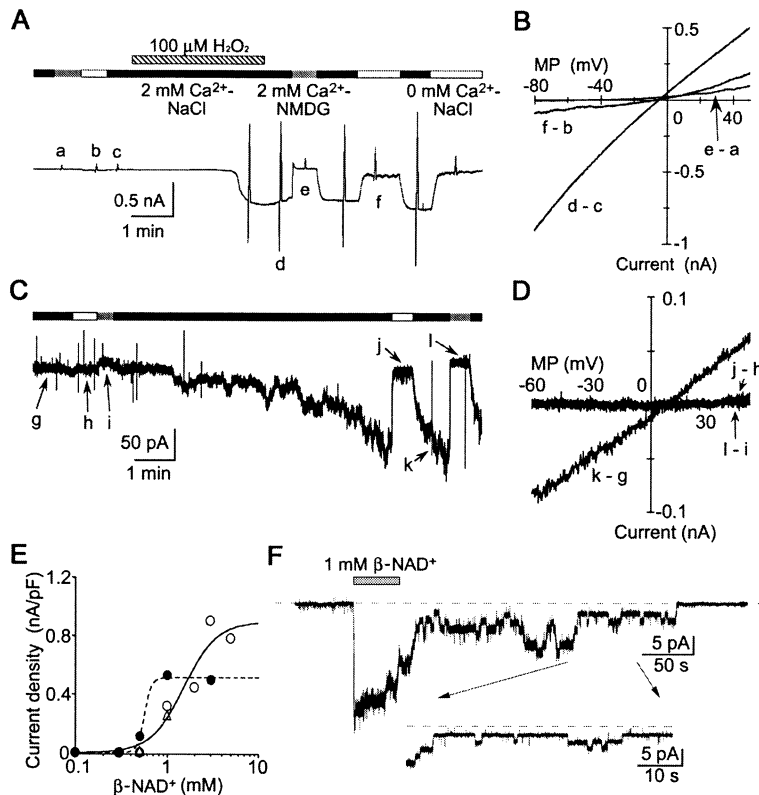 A
100 μM H₂O₂
2 mM Ca²⁺-
NaCl
2 mM Ca²⁺-
NMDG
0 mM Ca²⁺-
NaCl
a
b
c
e
f
d
0.5 nA
1 min
B
MP (mV)
-80
-40
0
40
0.5
-0.5
-1
f - b
e - a
d - c
Current (nA)
C
g
h
i
j
k
l
50 pA
1 min
D
0.1
MP (mV)
-60
-30
0
30
j - h
l - i
k - g
-0.1
Current (nA)
E
Current density (nA/pF)
1.2
0.8
0.4
0
0.1
1
10
β-NAD⁺ (mM)
F
1 mM β-NAD⁺
5 pA
50 s
5 pA
10 s